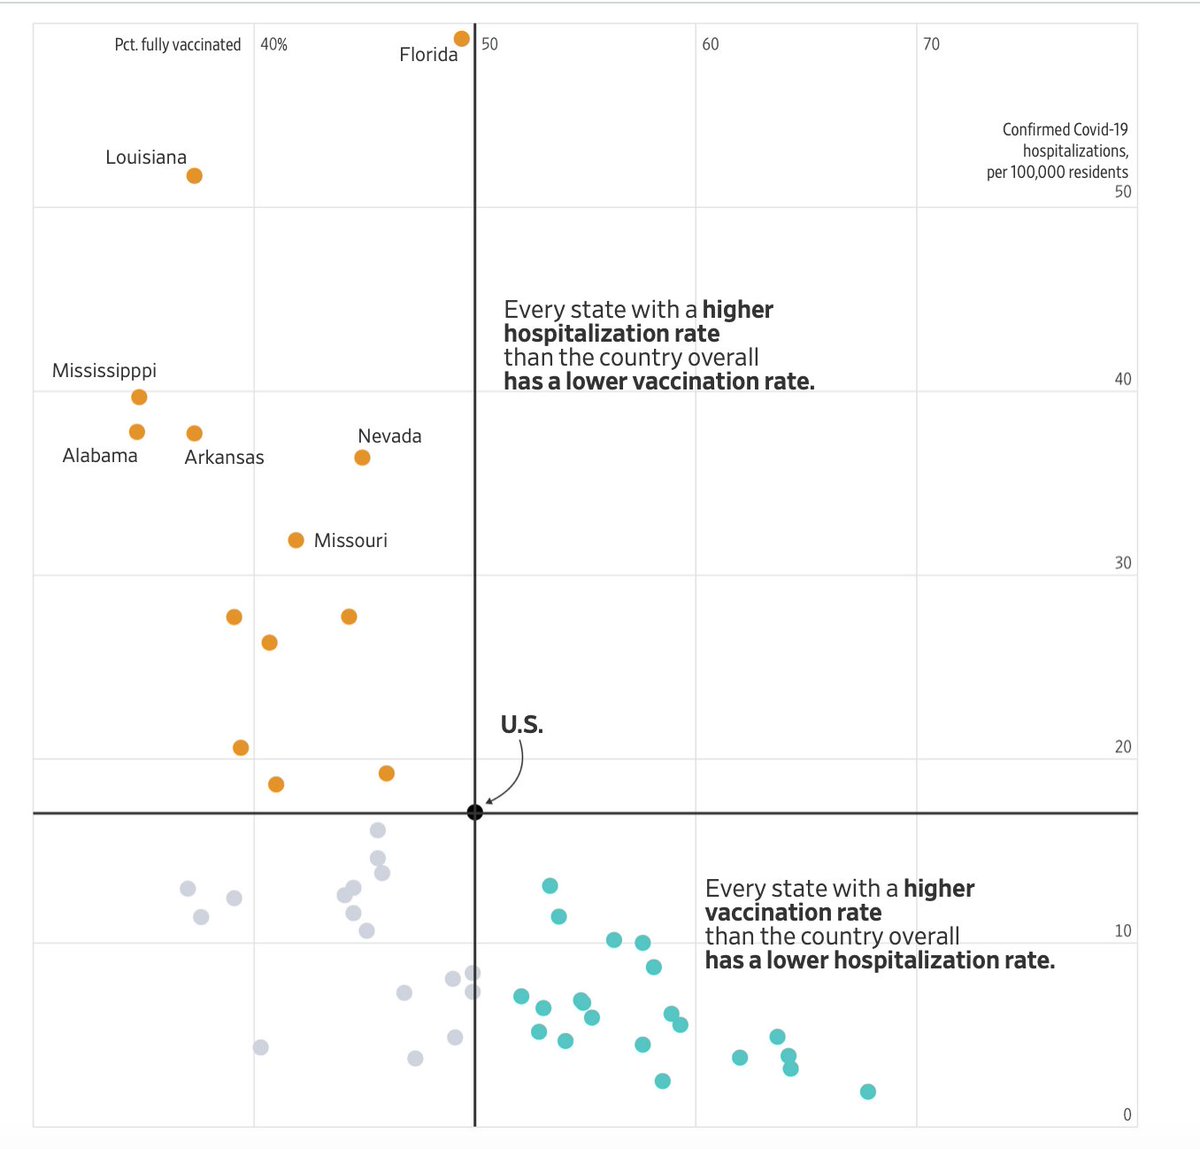 Pct. fully vaccinated
40%
50
60
70
Florida
Confirmed Covid-19
hospitalizations,
per 100,000 residents
50
Louisiana
Every state with a higher
hospitalization rate
than the country overall
has a lower vaccination rate.
Mississipppi
40
Alabama
Arkansas
Nevada
Missouri
30
U.S.
20
Every state with a higher
vaccination rate
than the country overall
has a lower hospitalization rate.
10
0